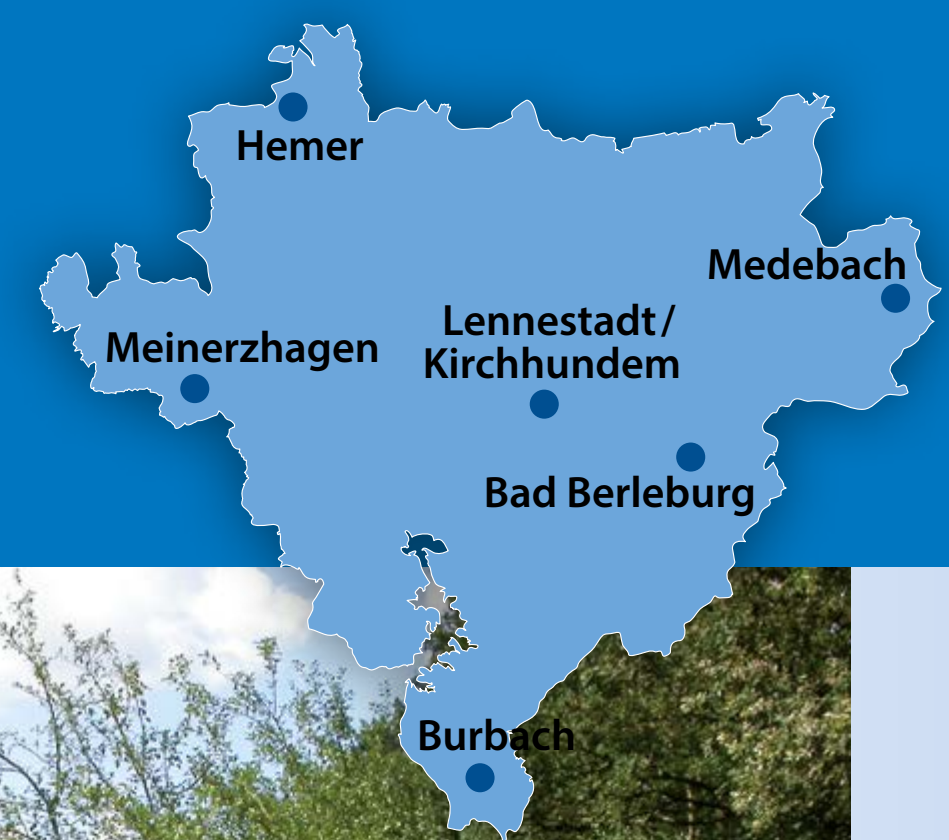 Hemer
Medebach
Lennestadt/
Kirchhundem
Meinerzhagen
Bad Berleburg
Burbach